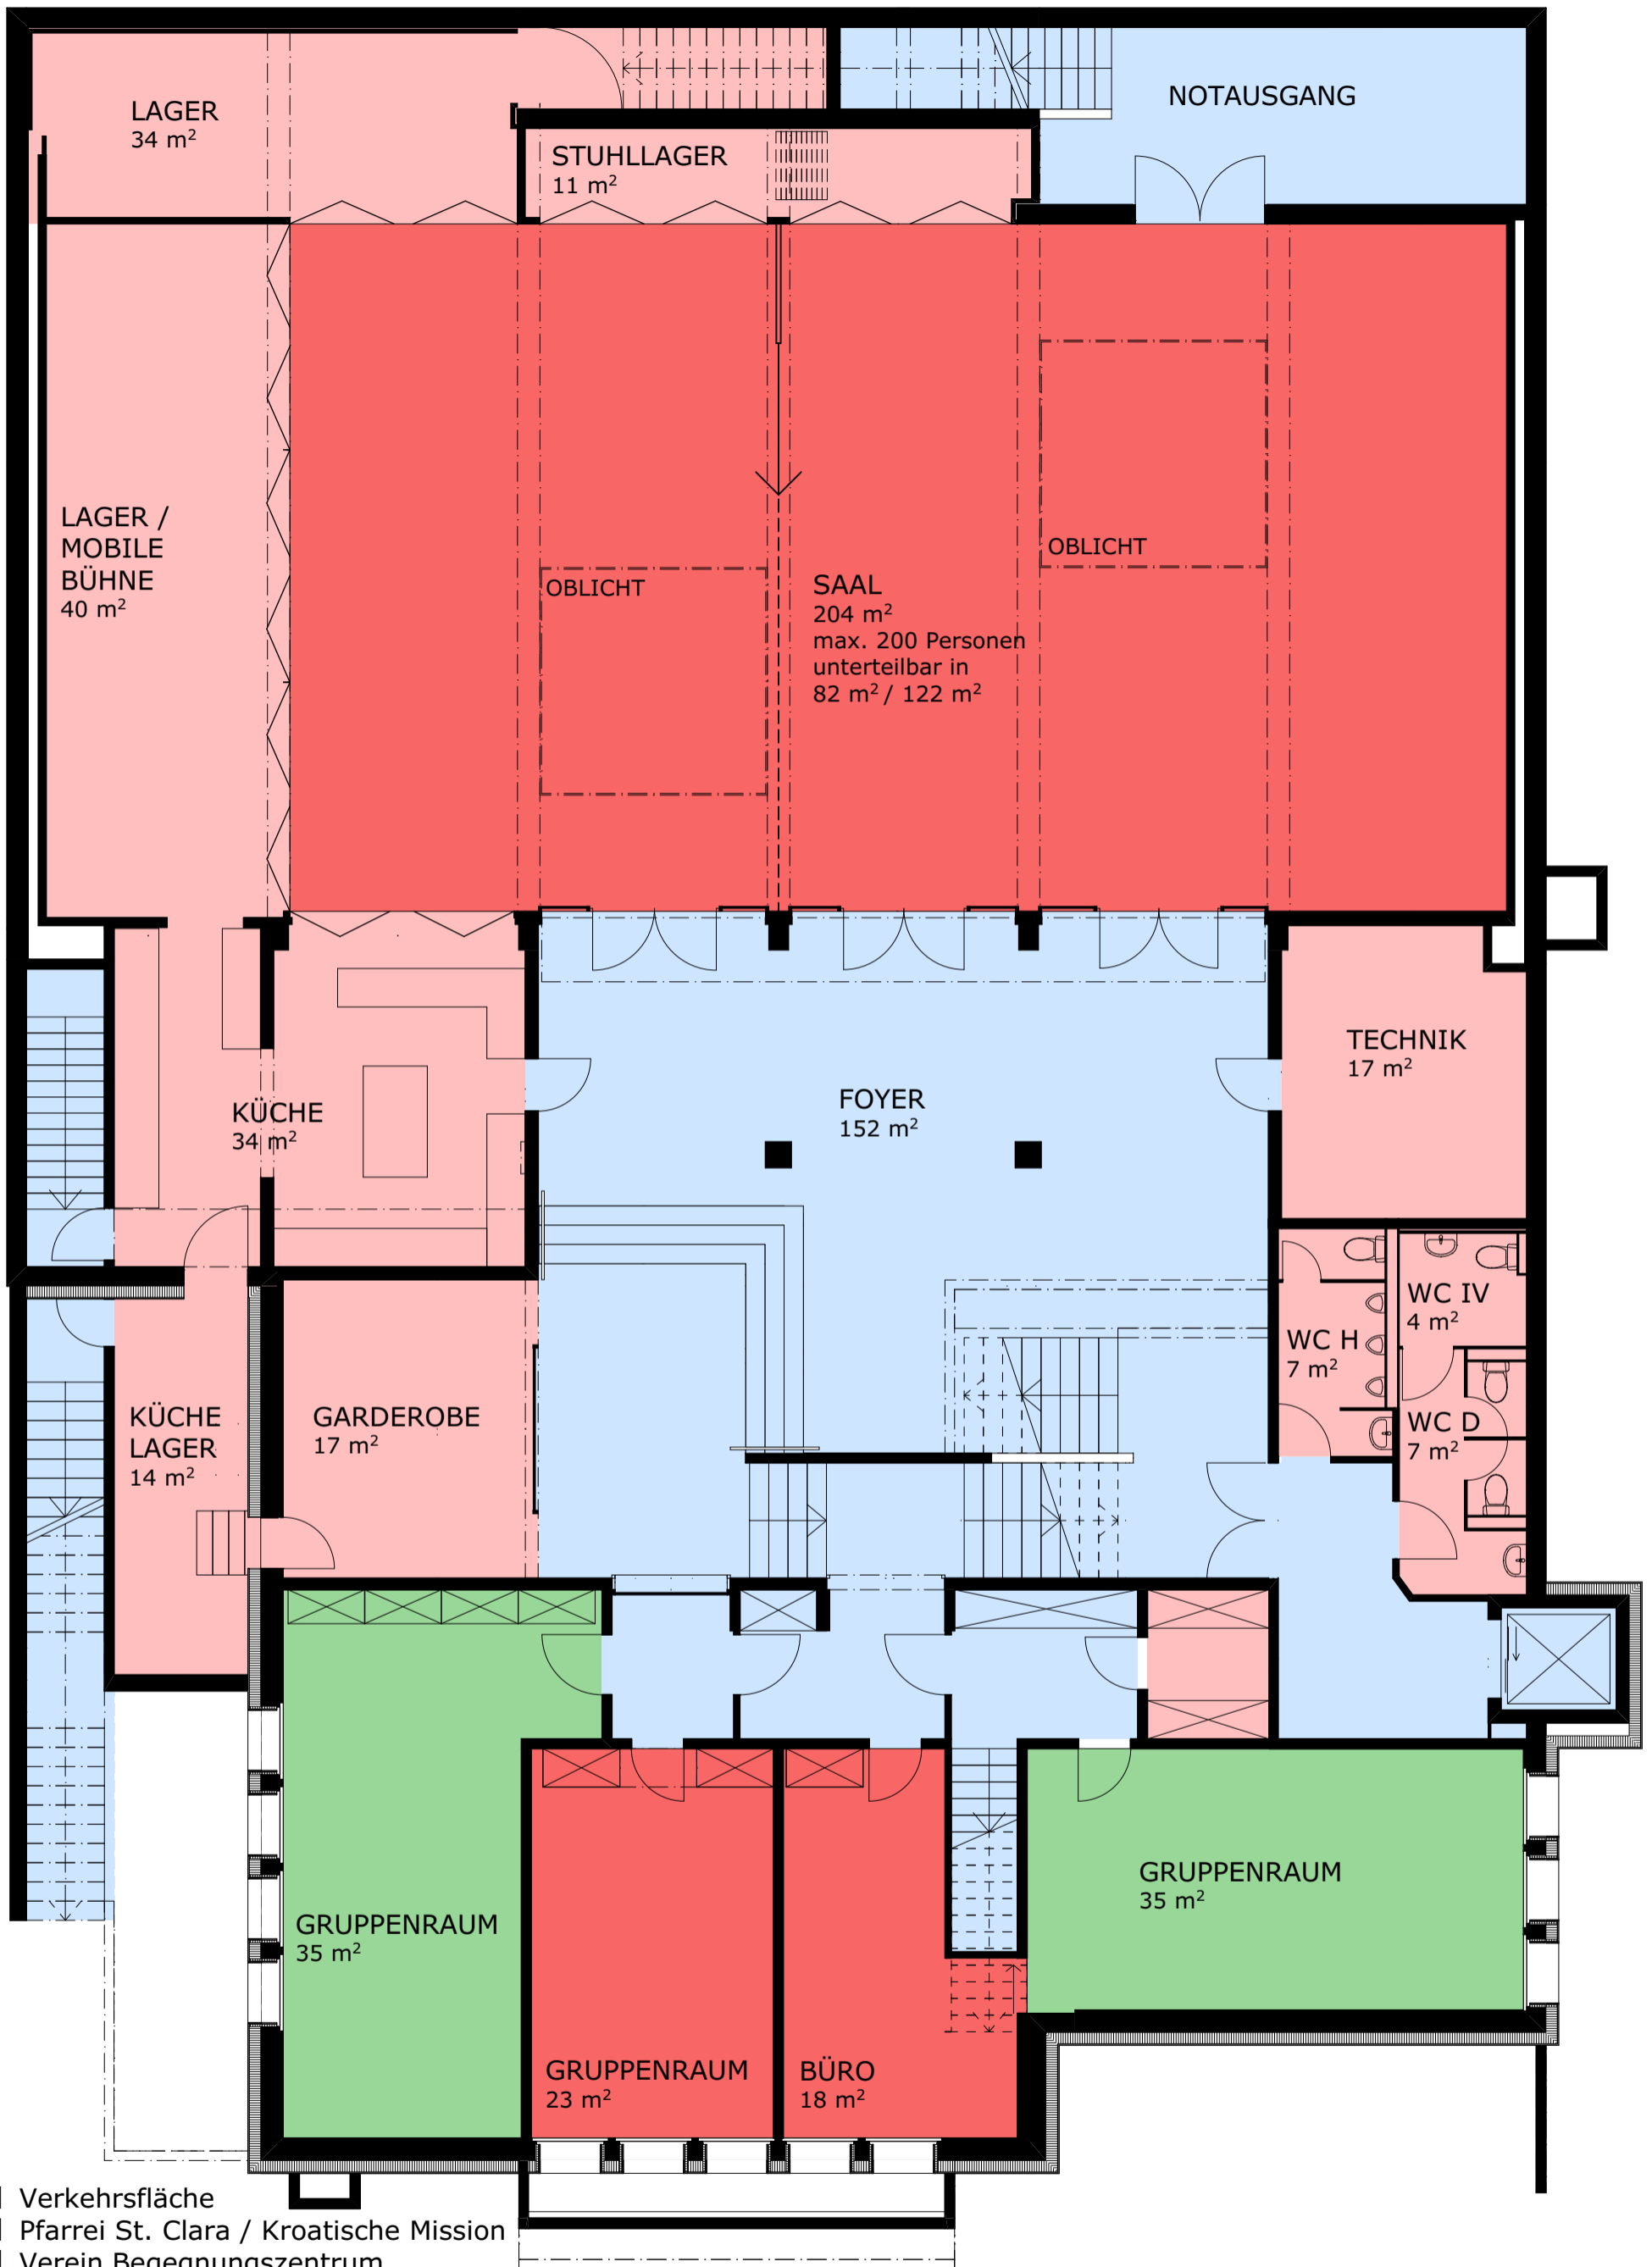 LAGER
34 m²
NOTAUSGANG
STUHLLAGER
11 m²
LAGER /
MOBILE
BÜHNE
40 m²
OBLICHT
OBLICHT
SAAL
204 m²
max. 200 Personen
unterteilbar in
82 m² / 122 m²
TECHNIK
17 m²
KÜCHE
34 m²
FOYER
152 m²
WC IV
4 m²
WC H
7 m²
WC D
7 m²
KÜCHE
LAGER
14 m²
GARDEROBE
17 m²
GRUPPENRAUM
35 m²
GRUPPENRAUM
35 m²
GRUPPENRAUM
23 m²
BÜRO
18 m²
Verkehrsfläche
Pfarrei St. Clara / Kroatische Mission
Verein Begegnungszentrum